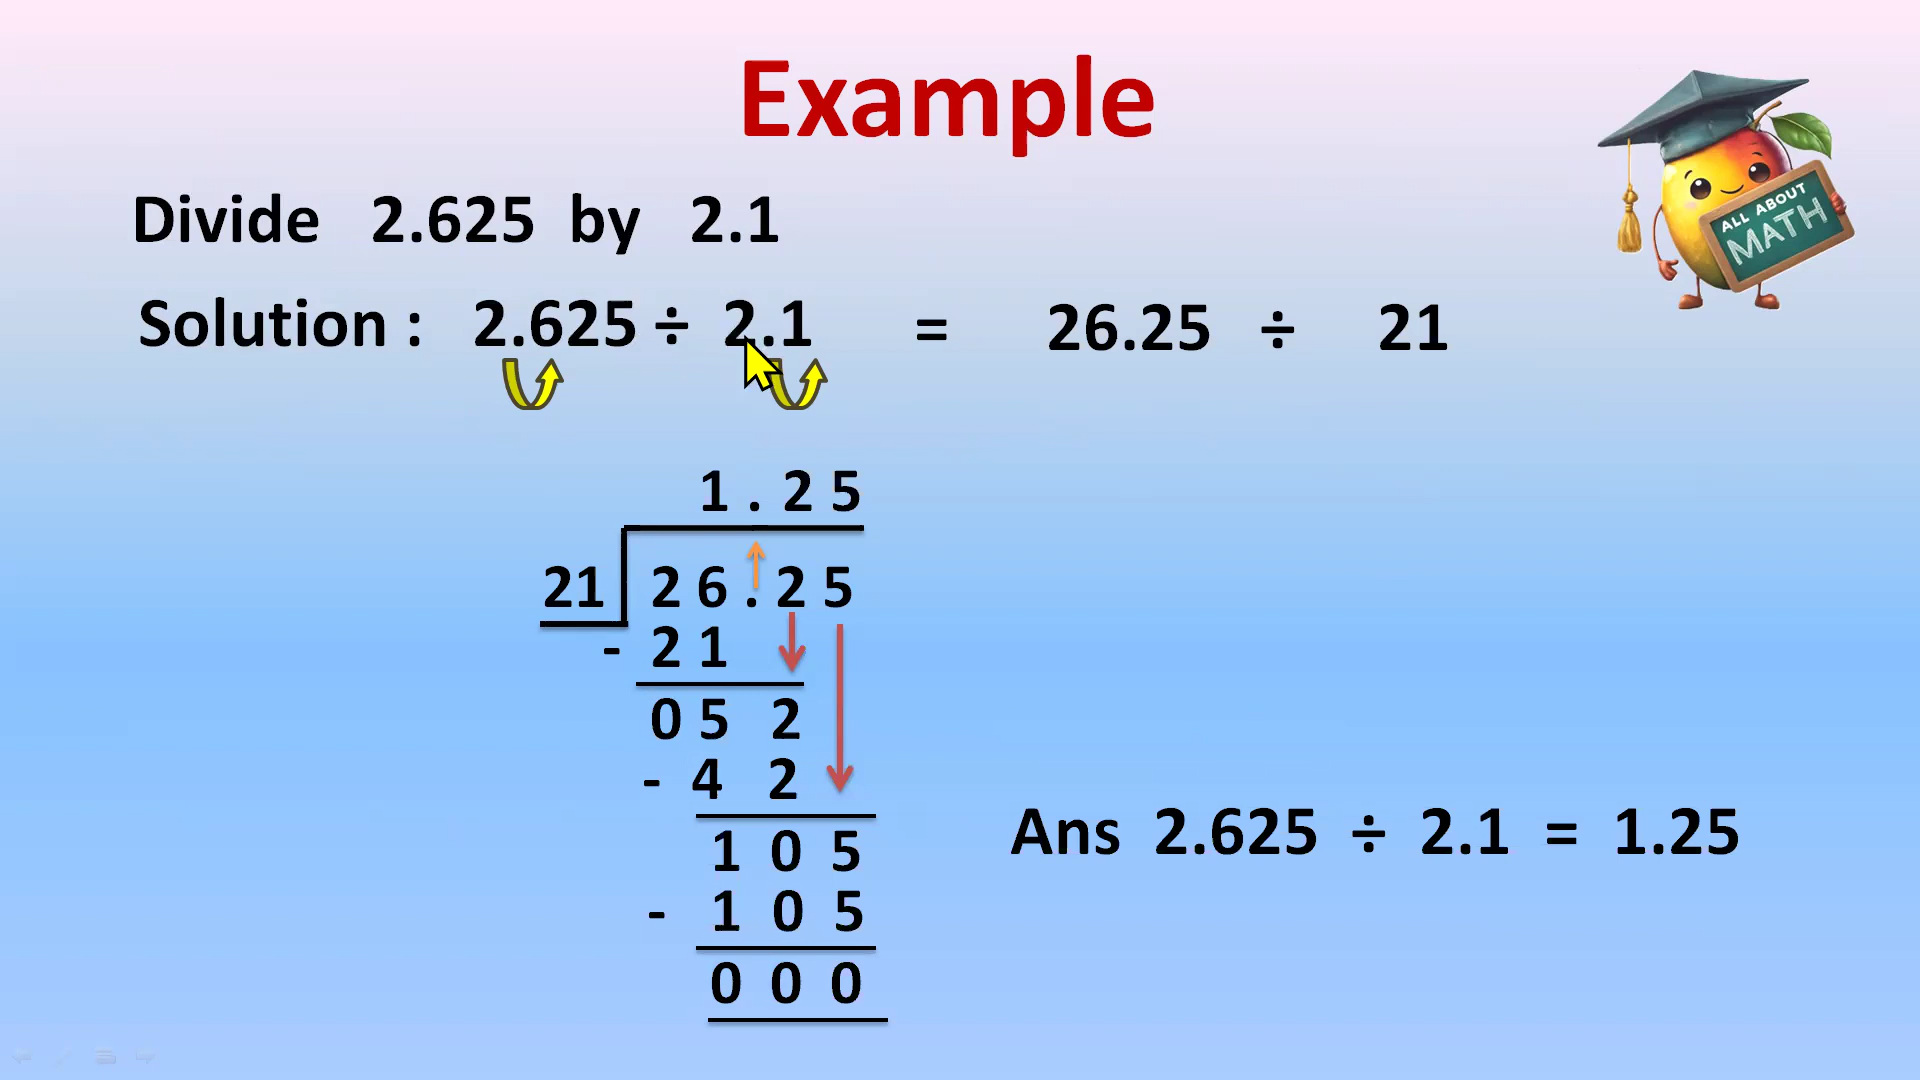 Example
ALL ABOUT
MATH
Divide 2.625 by 2.1
Solution : 2.625 ÷ 2.1 = 26.25 ÷ 21
1 . 2 5
21 2 6 . 2 5
- 2 1
0 5 2
- 4 2
1 0 5
- 1 0 5
0 0 0
Ans 2.625 ÷ 2.1 = 1.25